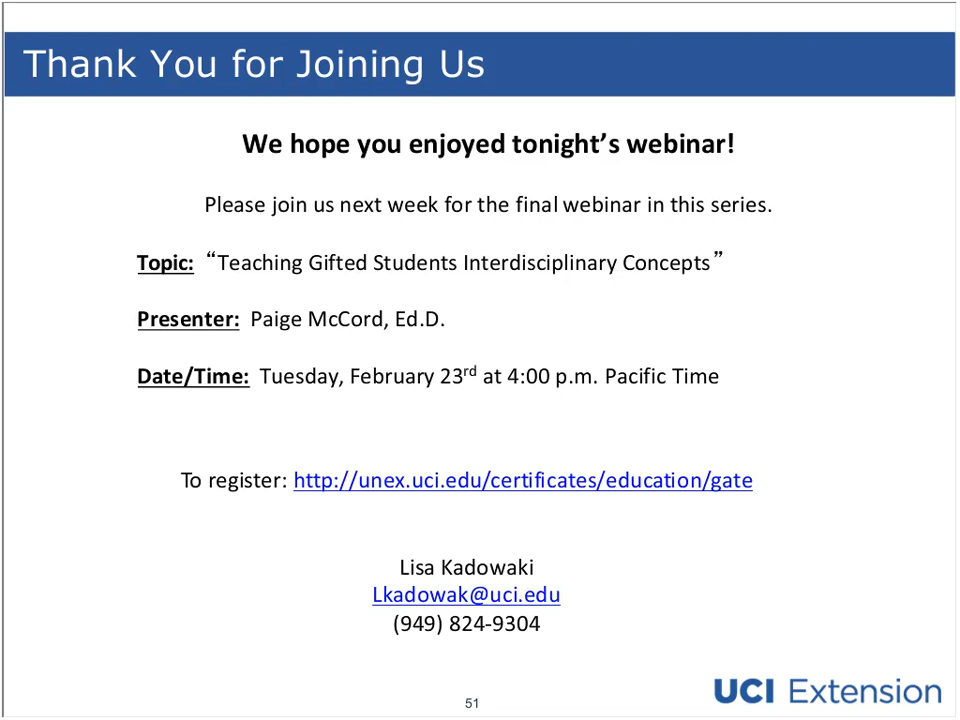 Thank You for Joining Us
We hope you enjoyed tonight’s webinar!
Please join us next week for the final webinar in this series.
Topic: “Teaching Gifted Students Interdisciplinary Concepts”
Presenter: Paige McCord, Ed.D.
Date/Time: Tuesday, February 23rd at 4:00 p.m. Pacific Time
To register: http://unex.uci.edu/certificates/education/gate
Lisa Kadowaki
Lkadowak@uci.edu
(949) 824-9304
51
UCI Extension